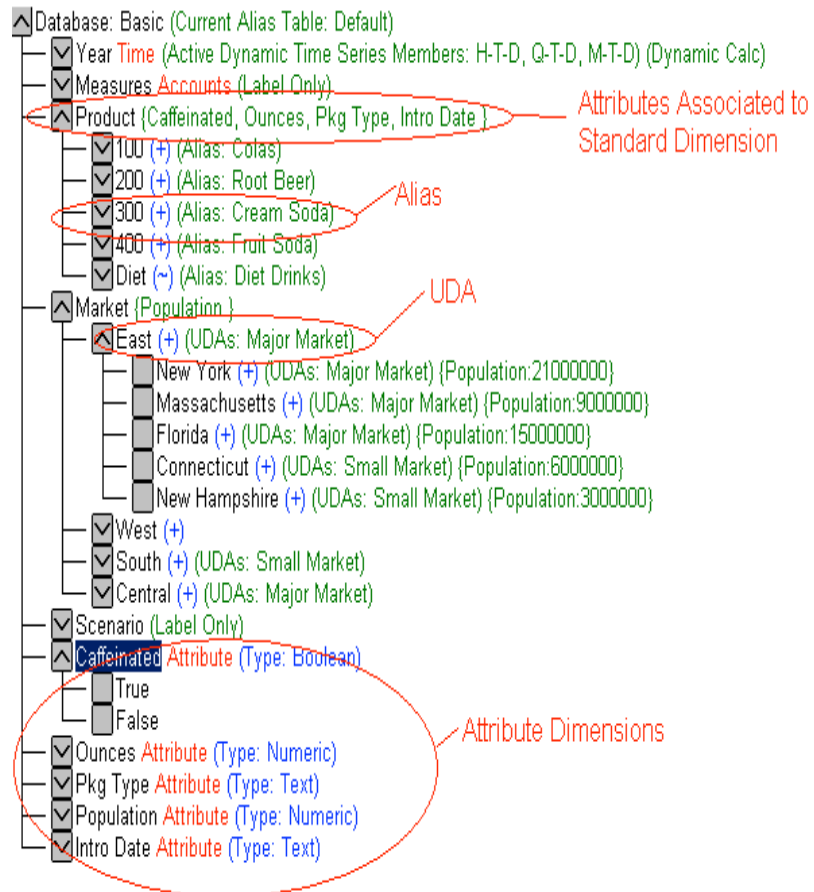 Database: Basic (Current Alias Table: Default)
Year Time (Active Dynamic Time Series Members: H-T-D, Q-T-D, M-T-D) (Dynamic Calc)
Measures Accounts (Label Only)
Product {Caffeinated, Ounces, Pkg Type, Intro Date }
Attributes Associated to
Standard Dimension
100 (+) (Alias: Colas)
200 (+) (Alias: Root Beer)
Alias
300 (+) (Alias: Cream Soda)
400 (+) (Alias: Fruit Soda)
Diet (~) (Alias: Diet Drinks)
UDA
Market {Population }
East (+) (UDAs: Major Market)
New York (+) (UDAs: Major Market) {Population:21000000}
Massachusetts (+) (UDAs: Major Market) {Population:9000000}
Florida (+) (UDAs: Major Market) {Population:15000000}
Connecticut (+) (UDAs: Small Market) {Population:6000000}
New Hampshire (+) (UDAs: Small Market) {Population:3000000}
West (+)
South (+) (UDAs: Small Market)
Central (+) (UDAs: Major Market)
Scenario (Label Only)
Caffeinated Attribute (Type: Boolean)
True
False
Attribute Dimensions
Ounces Attribute (Type: Numeric)
Pkg Type Attribute (Type: Text)
Population Attribute (Type: Numeric)
Intro Date Attribute (Type: Text)